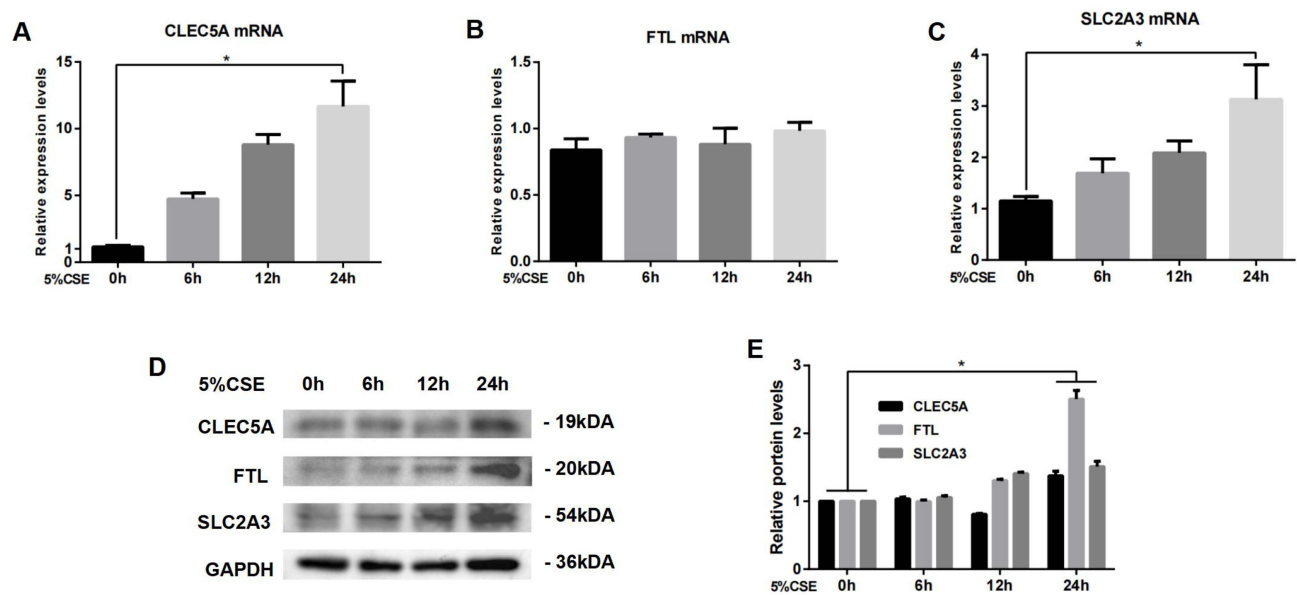 A
CLEC5A mRNA
Relative expression levels
15
10
5
1
0
*
5%CSE 0h 6h 12h 24h
B
FTL mRNA
Relative expression levels
1.5
1.0
0.5
0.0
5%CSE 0h 6h 12h 24h
C
SLC2A3 mRNA
Relative expression levels
4
3
2
1
0
*
5%CSE 0h 6h 12h 24h
D
5%CSE 0h 6h 12h 24h
CLEC5A - 19kDA
FTL - 20kDA
SLC2A3 - 54kDA
GAPDH - 36kDA
E
Relative portein levels
3
2
1
0
*
CLEC5A
FTL
SLC2A3
5%CSE 0h 6h 12h 24h